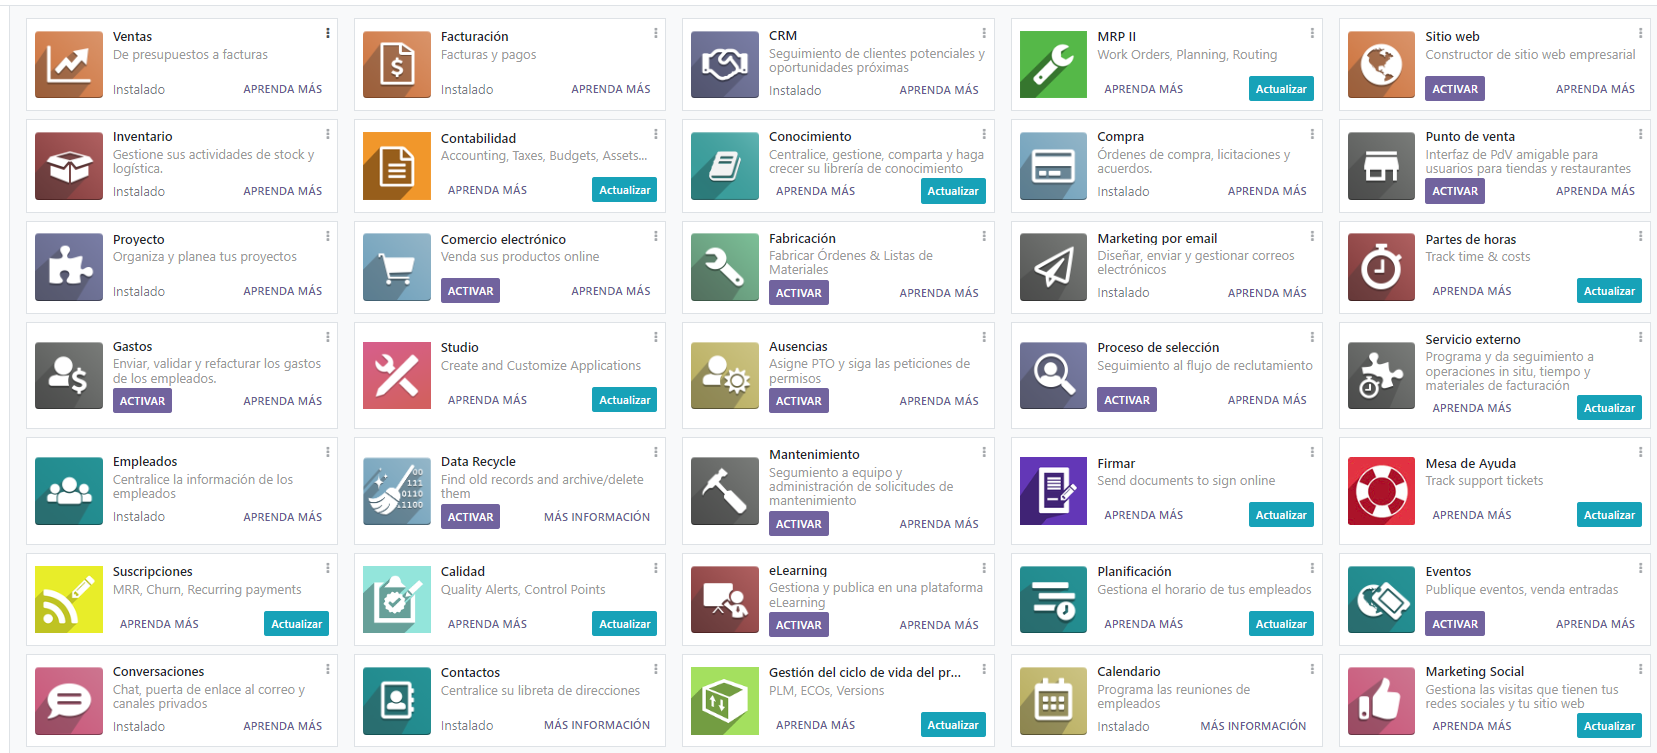 Ventas
De presupuestos a facturas
Instalado
APRENDA MÁS
Facturación
Facturas y pagos
Instalado
APRENDA MÁS
CRM
Seguimiento de clientes potenciales y
oportunidades próximas
Instalado
APRENDA MÁS
MRP II
Work Orders, Planning, Routing
APRENDA MÁS
Actualizar
Sitio web
Constructor de sitio web empresarial
ACTIVAR
APRENDA MÁS
Inventario
Gestione sus actividades de stock y
logística.
Instalado
APRENDA MÁS
Contabilidad
Accounting, Taxes, Budgets, Assets...
APRENDA MÁS
Actualizar
Conocimiento
Centralice, gestione, comparta y haga
crecer su librería de conocimiento
APRENDA MÁS
Actualizar
Compra
Órdenes de compra, licitaciones y
acuerdos.
Instalado
APRENDA MÁS
Punto de venta
Interfaz de PdV amigable para
usuarios para tiendas y restaurantes
ACTIVAR
APRENDA MÁS
Proyecto
Organiza y planea tus proyectos
Instalado
APRENDA MÁS
Comercio electrónico
Venda sus productos online
ACTIVAR
APRENDA MÁS
Fabricación
Fabricar Órdenes & Listas de
Materiales
ACTIVAR
APRENDA MÁS
Marketing por email
Diseñar, enviar y gestionar correos
electrónicos
Instalado
APRENDA MÁS
Partes de horas
Track time & costs
APRENDA MÁS
Actualizar
Gastos
Enviar, validar y refacturar los gastos
de los empleados.
ACTIVAR
APRENDA MÁS
Studio
Create and Customize Applications
APRENDA MÁS
Actualizar
Ausencias
Asigne PTO y siga las peticiones de
permisos
ACTIVAR
APRENDA MÁS
Proceso de selección
Seguimiento al flujo de reclutamiento
ACTIVAR
APRENDA MÁS
Servicio externo
Programa y da seguimiento a
operaciones in situ, tiempo y
materiales de facturación
APRENDA MÁS
Actualizar
Empleados
Centralice la información de los
empleados
Instalado
APRENDA MÁS
00
111
0110
1100
Data Recycle
Find old records and archive/delete
them
ACTIVAR
MÁS INFORMACIÓN
Mantenimiento
Segumiento a equipo y
administración de solicitudes de
mantenimiento
ACTIVAR
APRENDA MÁS
Firmar
Send documents to sign online
APRENDA MÁS
Actualizar
Mesa de Ayuda
Track support tickets
APRENDA MÁS
Actualizar
Suscripciones
MRR, Churn, Recurring payments
APRENDA MÁS
Actualizar
Calidad
Quality Alerts, Control Points
APRENDA MÁS
Actualizar
eLearning
Gestiona y publica en una plataforma
eLearning
ACTIVAR
APRENDA MÁS
Planificación
Gestiona el horario de tus empleados
APRENDA MÁS
Actualizar
Eventos
Publique eventos, venda entradas
ACTIVAR
APRENDA MÁS
Conversaciones
Chat, puerta de enlace al correo y
canales privados
Instalado
APRENDA MÁS
Contactos
Centralice su libreta de direcciones
Instalado
MÁS INFORMACIÓN
Gestión del ciclo de vida del pr...
PLM, ECOs, Versions
APRENDA MÁS
Actualizar
Calendario
Programa las reuniones de
empleados
Instalado
MÁS INFORMACIÓN
Marketing Social
Gestiona las visitas que tienen tus
redes sociales y tu sitio web
APRENDA MÁS
Actualizar